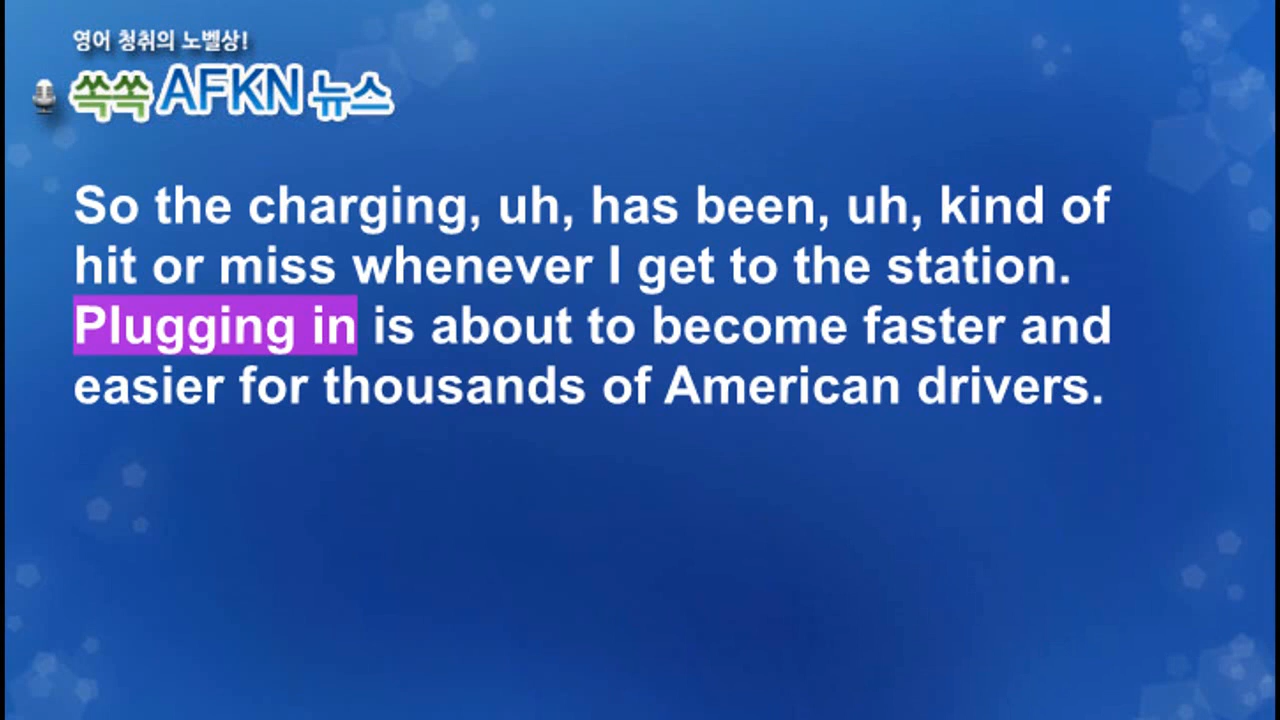 영어 청취의 노벨상!
쏙쏙 AFKN 뉴스
So the charging, uh, has been, uh, kind of
hit or miss whenever I get to the station.
Plugging in is about to become faster and
easier for thousands of American drivers.